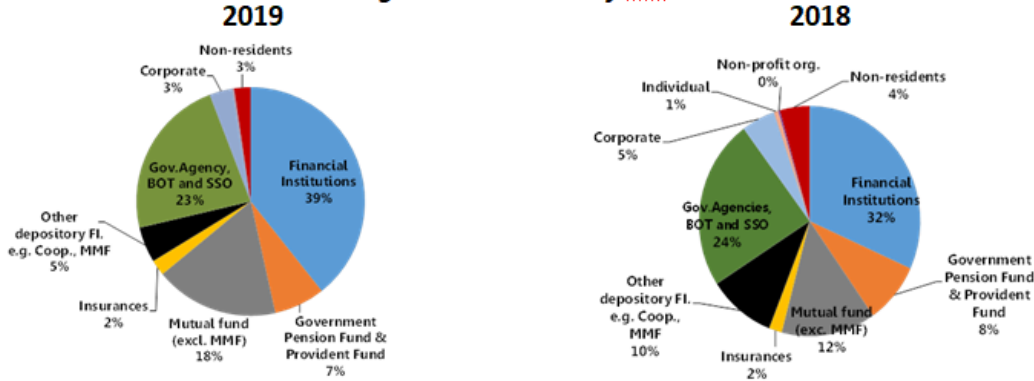 2019
Non-residents
3%
Corporate
3%
Gov.Agency,
BOT and SSO
23%
Financial
Institutions
39%
Other
depository FI.
e.g. Coop., MMF
5%
Insurances
2%
Mutual fund
(excl. MMF)
18%
Government
Pension Fund &
Provident Fund
7%
2018
Non-profit org.
0%
Individual
1%
Non-residents
4%
Corporate
5%
Gov.Agencies,
BOT and SSO
24%
Financial
Institutions
32%
Other
depository FI.
e.g. Coop.,
MMF
10%
Insurances
2%
Mutual fund
(exc. MMF)
12%
Government
Pension Fund
& Provident
Fund
8%